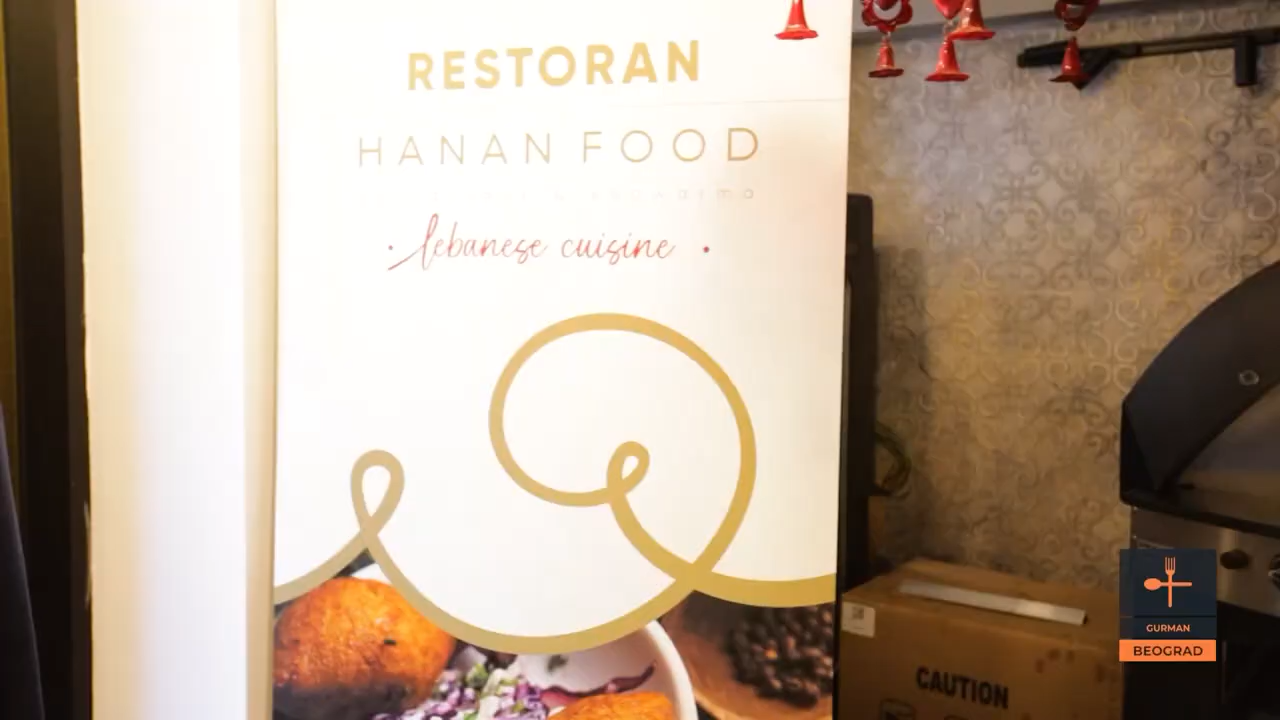 RESTORAN
HANAN FOOD
lebanese cuisine
CAUTION
GURMAN
BEOGRAD